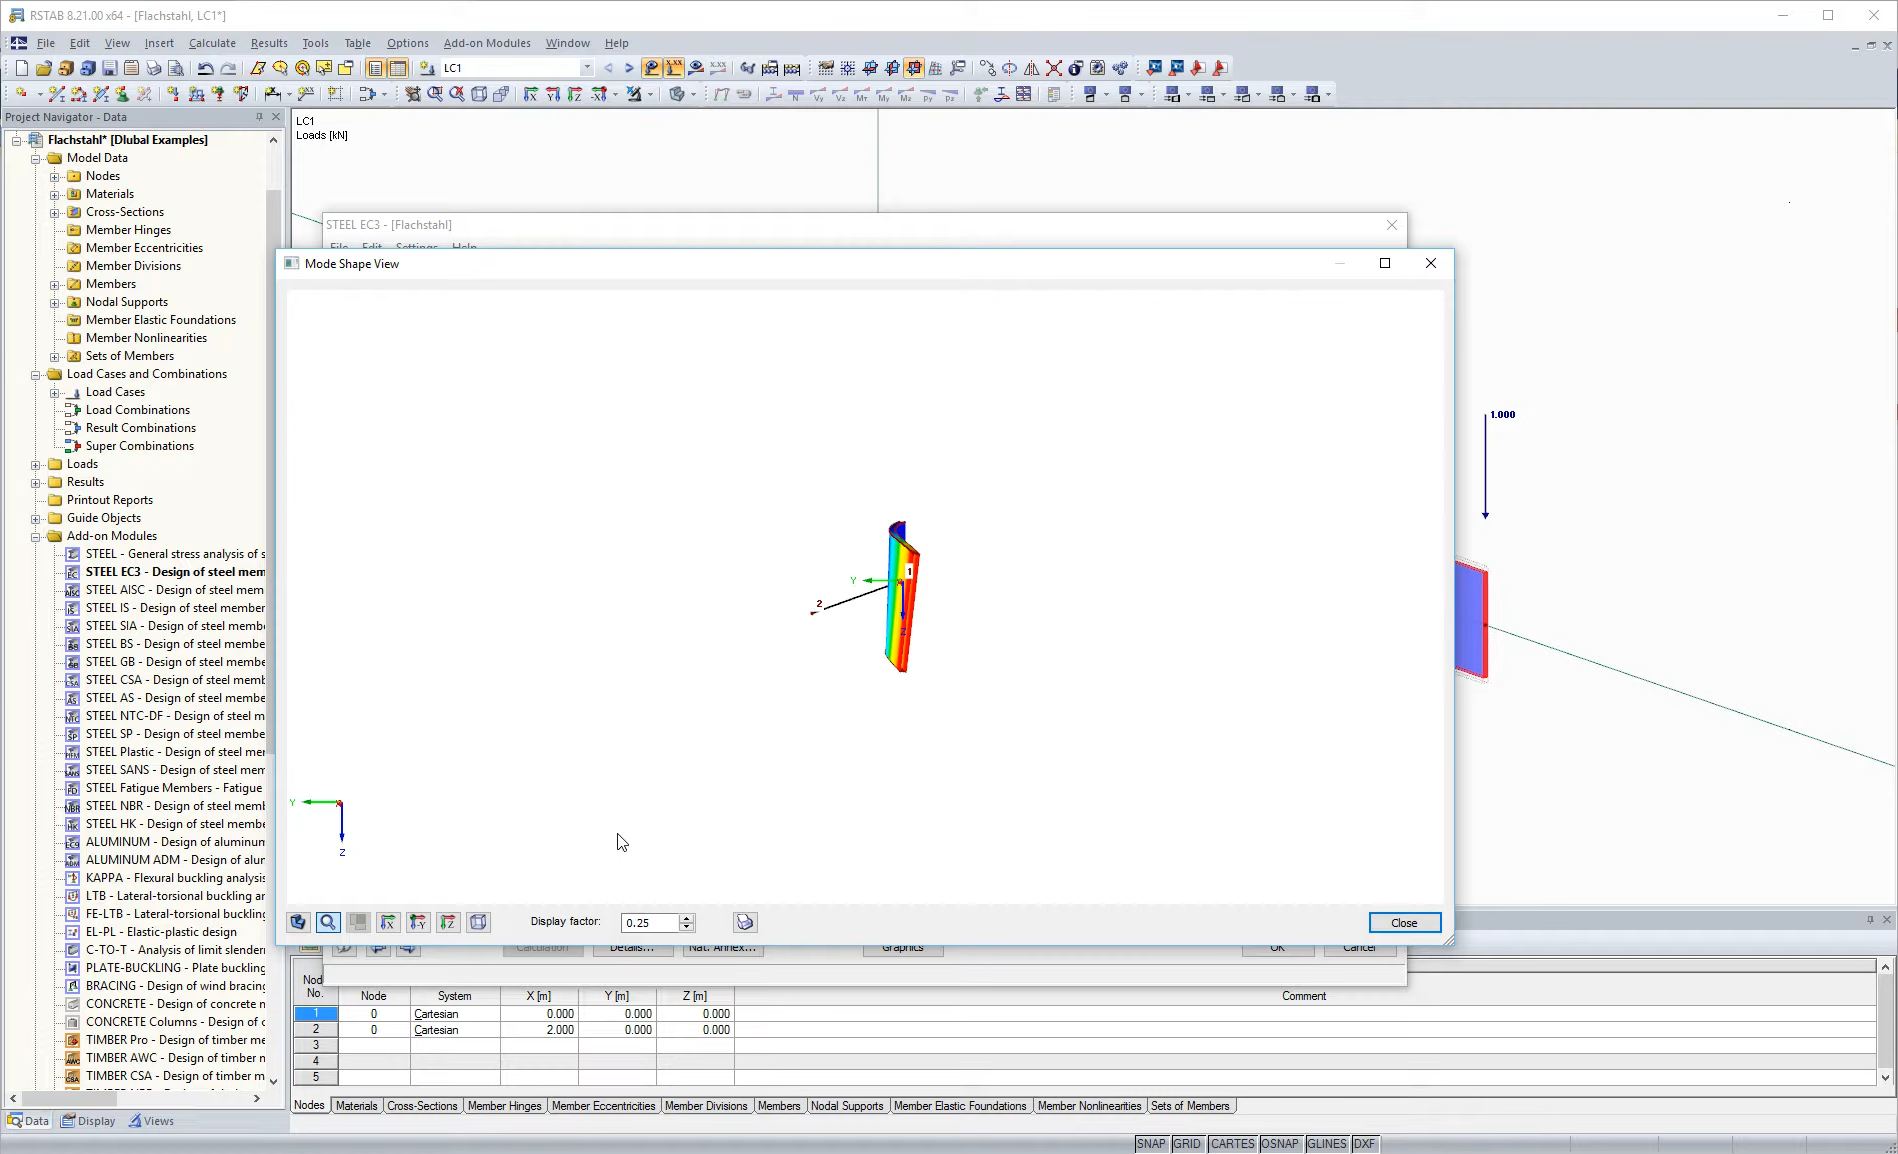 RSTAB 8.21.00 x64 - [Flachstahl, LC1*]
File Edit View Insert Calculate Results Tools Table Options Add-on Modules Window Help
LC1
Project Navigator - Data
Flachstahl* [Dlubal Examples]
Model Data
Nodes
Materials
Cross-Sections
Member Hinges
Member Eccentricities
Member Divisions
Members
Nodal Supports
Member Elastic Foundations
Member Nonlinearities
Sets of Members
Load Cases and Combinations
Load Cases
Load Combinations
Result Combinations
Super Combinations
Loads
Results
Printout Reports
Guide Objects
Add-on Modules
STEEL - General stress analysis of s
STEEL EC3 - Design of steel mem
STEEL AISC - Design of steel membe
STEEL IS - Design of steel members
STEEL SIA - Design of steel membe
STEEL BS - Design of steel membe
STEEL GB - Design of steel membe
STEEL CSA - Design of steel membe
STEEL AS - Design of steel membe
STEEL NTC-DF - Design of steel m
STEEL SP - Design of steel membe
STEEL Plastic - Design of steel mem
STEEL SANS - Design of steel mem
STEEL Fatigue Members - Fatigue
STEEL NBR - Design of steel memb
STEEL HK - Design of steel membe
ALUMINUM - Design of aluminum
ALUMINUM ADM - Design of alum
KAPPA - Flexural buckling analysis
LTB - Lateral-torsional buckling ar
FE-LTB - Lateral-torsional buckling
EL-PL - Elastic-plastic design
C-TO-T - Analysis of limit slender
PLATE-BUCKLING - Plate buckling
BRACING - Design of wind bracing
CONCRETE - Design of concrete m
CONCRETE Columns - Design of c
TIMBER Pro - Design of timber me
TIMBER AWC - Design of timber m
TIMBER CSA - Design of timber m
Data Display Views
LC1
Loads [kN]
1.000
STEEL EC3 - [Flachstahl]
File Edit Settings Help
Mode Shape View
1
Y
2
Z
Y
Z
Display factor: 0.25
Close
Calculation Details... Nat. Annex... Graphics OK Cancel
Node
No. Node System X [m] Y [m] Z [m] Comment
1 0 Cartesian 0.000 0.000 0.000
2 0 Cartesian 2.000 0.000 0.000
3
4
5
Nodes Materials Cross-Sections Member Hinges Member Eccentricities Member Divisions Members Nodal Supports Member Elastic Foundations Member Nonlinearities Sets of Members
SNAP GRID CARTES OSNAP GLINES DXF